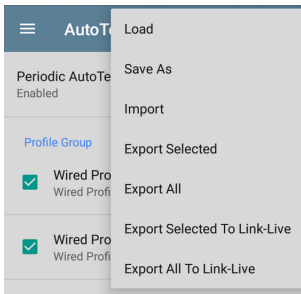 AutoTe
Load
Save As
Import
Export Selected
Export All
Export Selected To Link-Live
Export All To Link-Live
Periodic AutoTe
Enabled
Profile Group
Wired Pro
Wired Profi
Wired Pro
Wired Profi